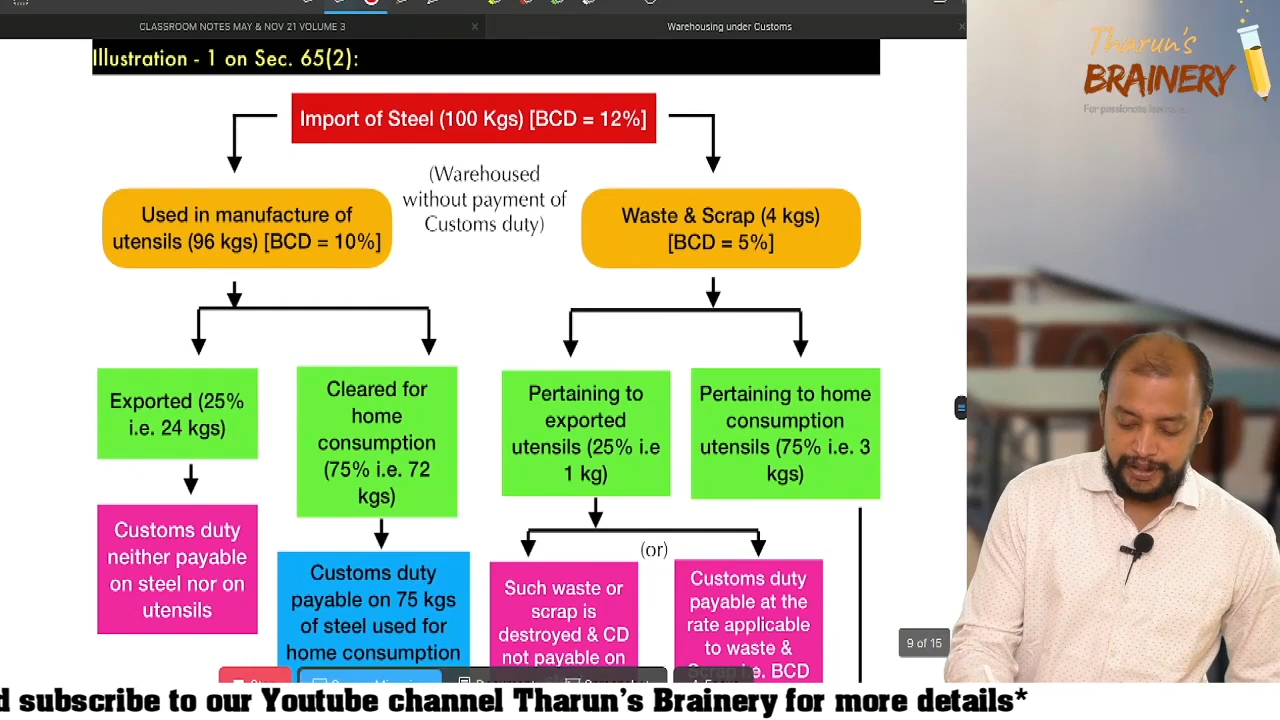 CLASSROOM NOTES MAY & NOV 21 VOLUME 3
Warehousing under Customs
Illustration - 1 on Sec. 65(2):
Tharun's
BRAINERY
Import of Steel (100 Kgs) [BCD = 12%]
(Warehoused
without payment of
Customs duty)
Used in manufacture of
utensils (96 kgs) [BCD = 10%]
Waste & Scrap (4 kgs)
[BCD = 5%]
Exported (25%
i.e. 24 kgs)
Cleared for
home
consumption
(75% i.e. 72
kgs)
Pertaining to
exported
utensils (25% i.e
1 kg)
Pertaining to home
consumption
utensils (75% i.e. 3
kgs)
Customs duty
neither payable
on steel nor on
utensils
Customs duty
payable on 75 kgs
of steel used for
home consumption
(or)
Such waste or
scrap is
destroyed & CD
not payable on
Customs duty
payable at the
rate applicable
to waste &
Scrap i.e. BCD
9 of 15
d subscribe to our Youtube channel Tharun's Brainery for more details*